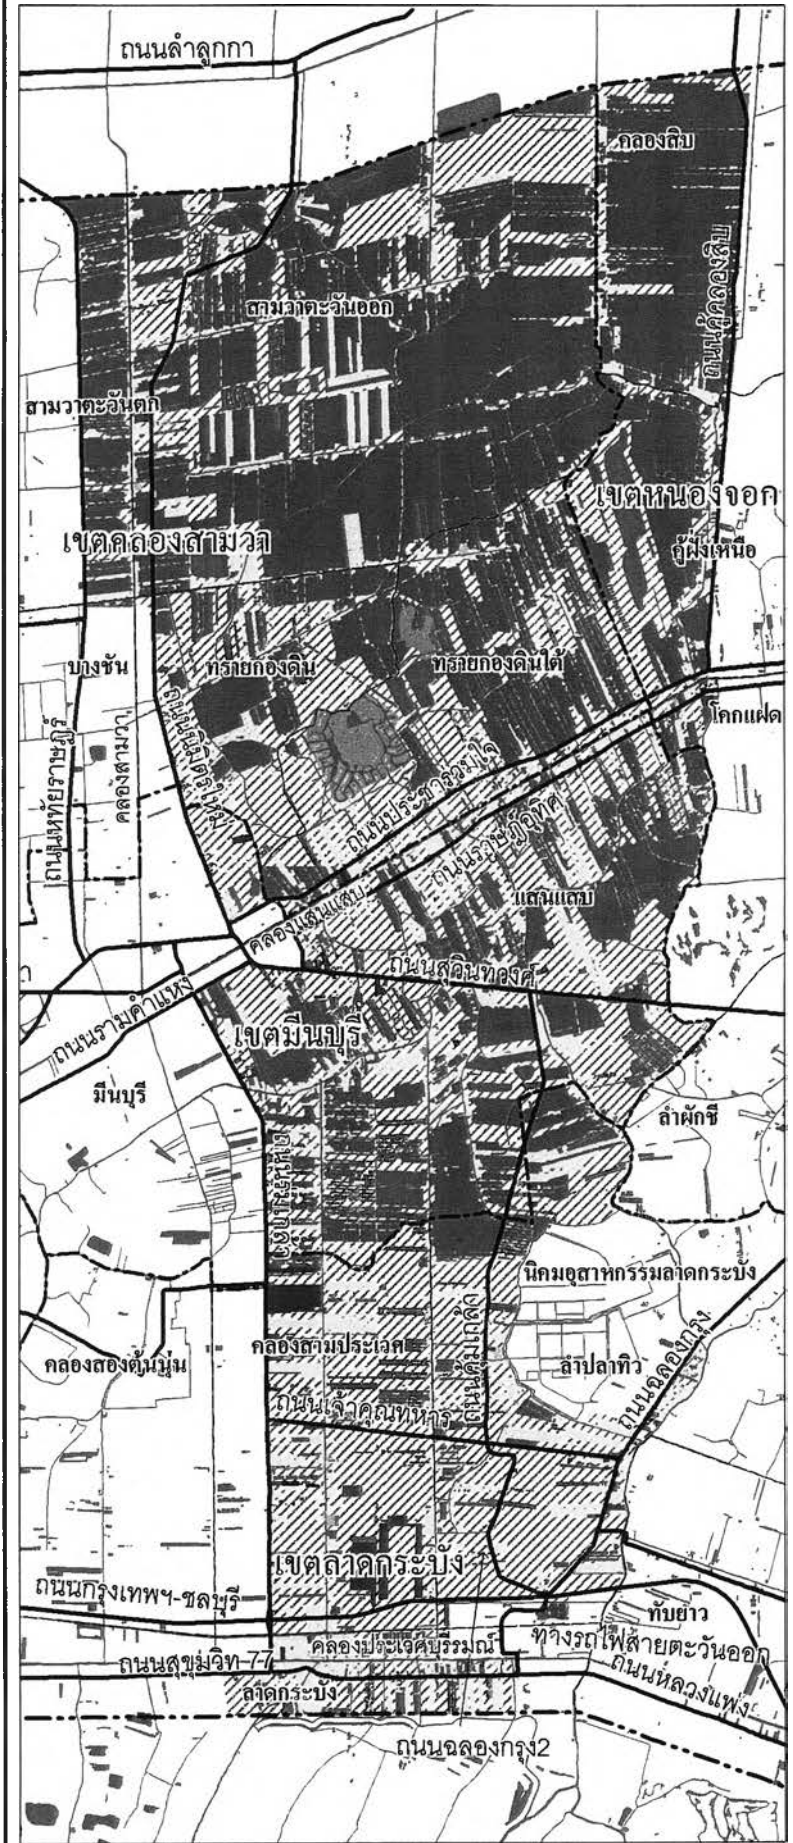 ถนนลำลูกกา
คลองสิบ
ถนนคู้คลองสิบ
สามวาตะวันออก
สามวาตะวันตก
เขตหนองจอก
เขตคลองสามวา
คู้ฝั่งเหนือ
บางชัน
ทรายกองดิน
ทรายกองดินใต้
โคกแฝด
ถนนหทัยราษฎร์
คลองสามวา
ถนนนิมิตรใหม่
ถนนประชาร่วมใจ
ถนนราษฎร์อุทิศ
แสนแสบ
คลองแสนแสบ
ถนนสุวินทวงศ์
ถนนรามคำแหง
เขตมีนบุรี
มีนบุรี
ลำผักชี
ถนนร่มเกล้า
นิคมอุสาหกรรมลาดกระบัง
คลองสามประเวศ
คลองสองต้นนุ่น
ถนนคุ้มเกล้า
ลำปลาทิว
ถนนฉลองกรุง
ถนนเจ้าคุณทหาร
เขตลาดกระบัง
ถนนกรุงเทพฯ-ชลบุรี
ทับยาว
คลองประเวศบุรีรมณ์
ทางรถไฟสายตะวันออก
ถนนสุขุมวิท 77
ถนนหลวงแพ่ง
ลาดกระบัง
ถนนฉลองกรุง2